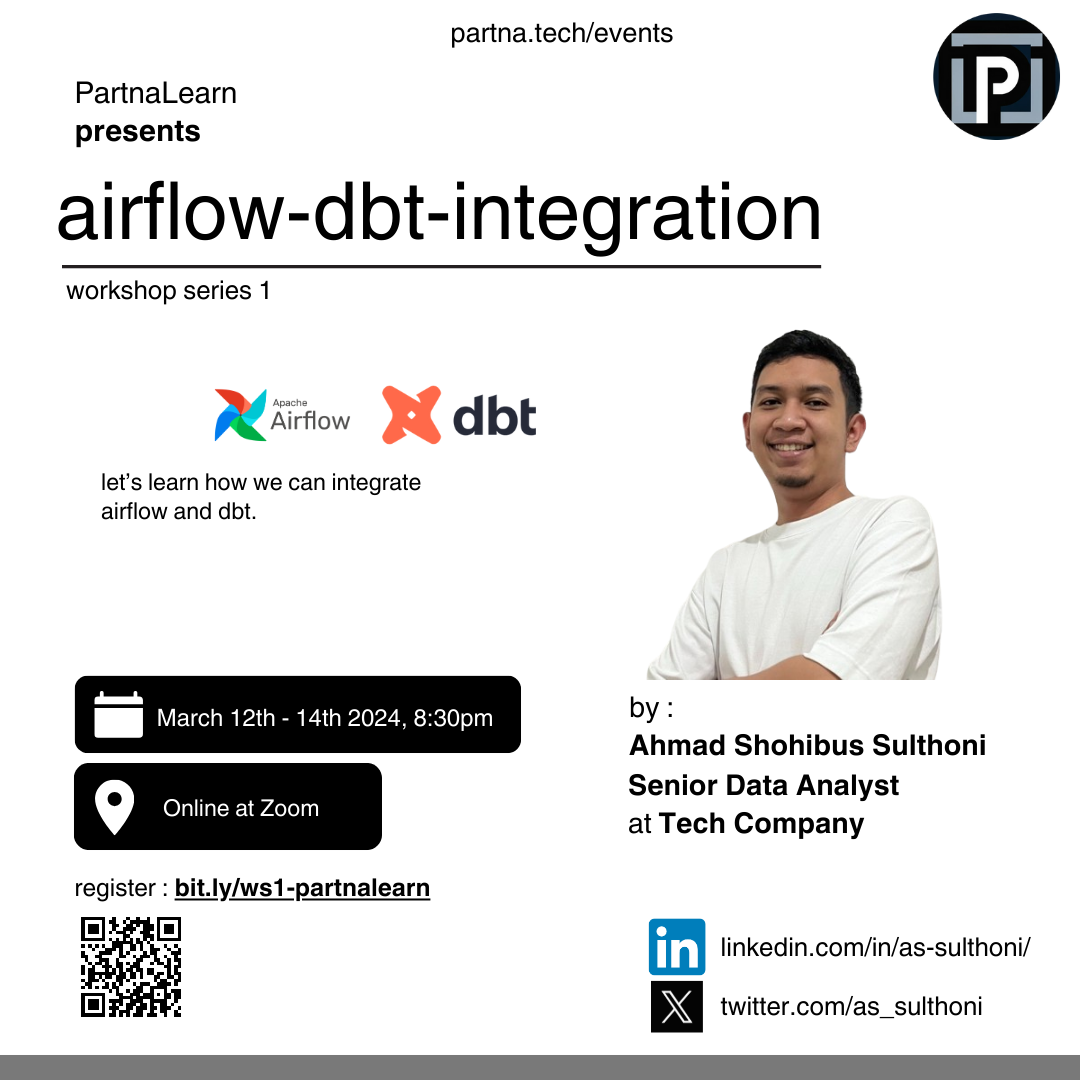 partna.tech/events
PartnaLearn
presents
airflow-dbt-integration
workshop series 1
Apache
Airflow
dbt
let’s learn how we can integrate
airflow and dbt.
March 12th - 14th 2024, 8:30pm
Online at Zoom
register : bit.ly/ws1-partnalearn
by :
Ahmad Shohibus Sulthoni
Senior Data Analyst
at Tech Company
in
linkedin.com/in/as-sulthoni/
X
twitter.com/as_sulthoni
P